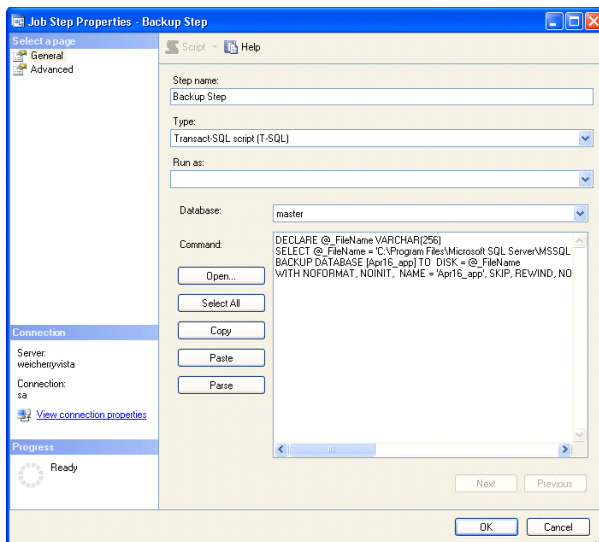 Job Step Properties - Backup Step
Select a page
General
Advanced
Script
Help
Step name:
Backup Step
Type:
Transact-SQL script (T-SQL)
Run as:
Database:
master
Command:
DECLARE @_FileName VARCHAR(256)
SELECT @_FileName = 'C:\Program Files\Microsoft SQL Server\MSSQL
BACKUP DATABASE [Apr16_app] TO DISK = @_FileName
WITH NOFORMAT, NOINIT, NAME = 'Apr16_app', SKIP, REWIND, NO
Open...
Select All
Copy
Paste
Parse
Connection
Server:
weicherryvista
Connection:
sa
View connection properties
Progress
Ready
Next
Previous
OK
Cancel